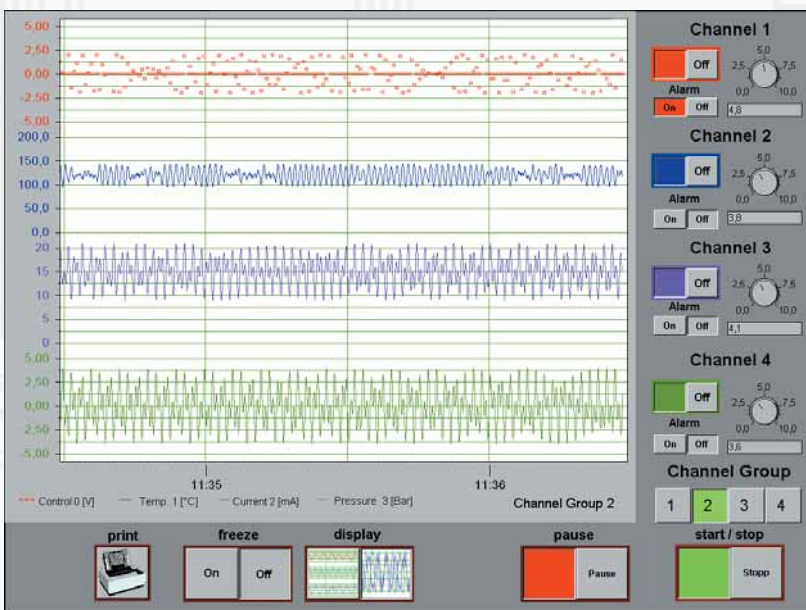 5,00
2,50
0,00
-2,50
-5,00
200,0
150,0
100,0
50,0
0,0
20
15
10
5
0
5,00
2,50
0,00
-2,50
-5,00
11:35 11:36
Control 0 [V] Temp. 1 [°C] Current 2 [mA] Pressure 3 [Bar] Channel Group 2
Channel 1
Off
5,0
2,5 7,5
0,0 10,0
Alarm
On Off
4,8
Channel 2
Off
5,0
2,5 7,5
0,0 10,0
Alarm
On Off
3,8
Channel 3
Off
5,0
2,5 7,5
0,0 10,0
Alarm
On Off
4,1
Channel 4
Off
5,0
2,5 7,5
0,0 10,0
Alarm
On Off
3,6
Channel Group
1 2 3 4
print freeze display pause start / stop
On Off Pause Stopp